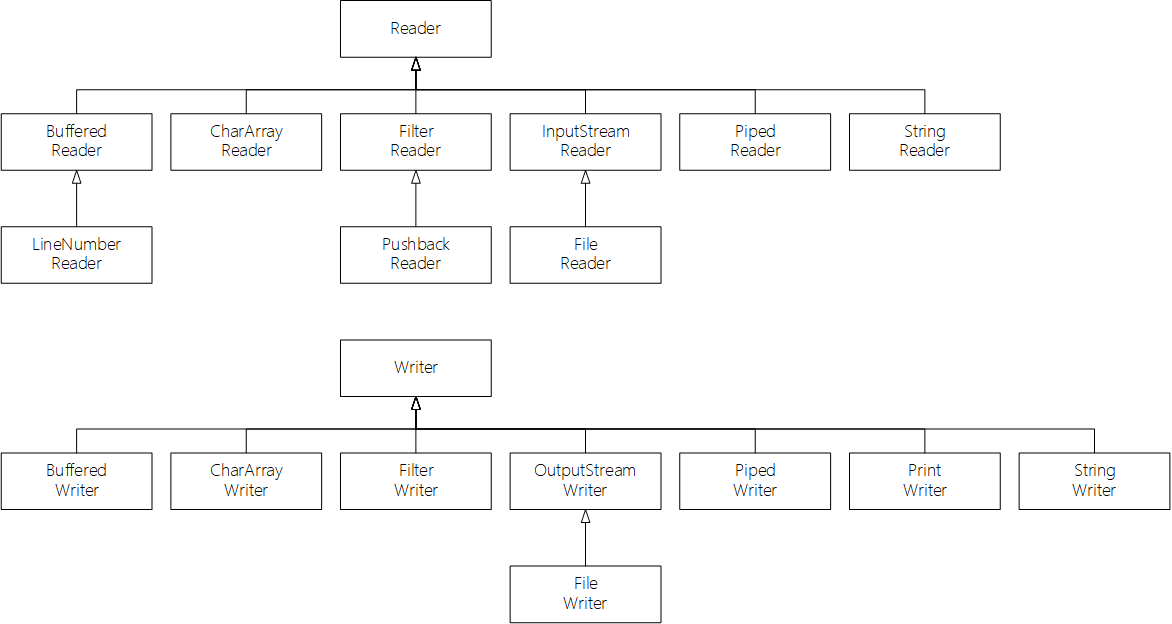 Reader
Buffered
Reader
CharArray
Reader
Filter
Reader
InputStream
Reader
Piped
Reader
String
Reader
LineNumber
Reader
Pushback
Reader
File
Reader
Writer
Buffered
Writer
CharArray
Writer
Filter
Writer
OutputStream
Writer
Piped
Writer
Print
Writer
String
Writer
File
Writer